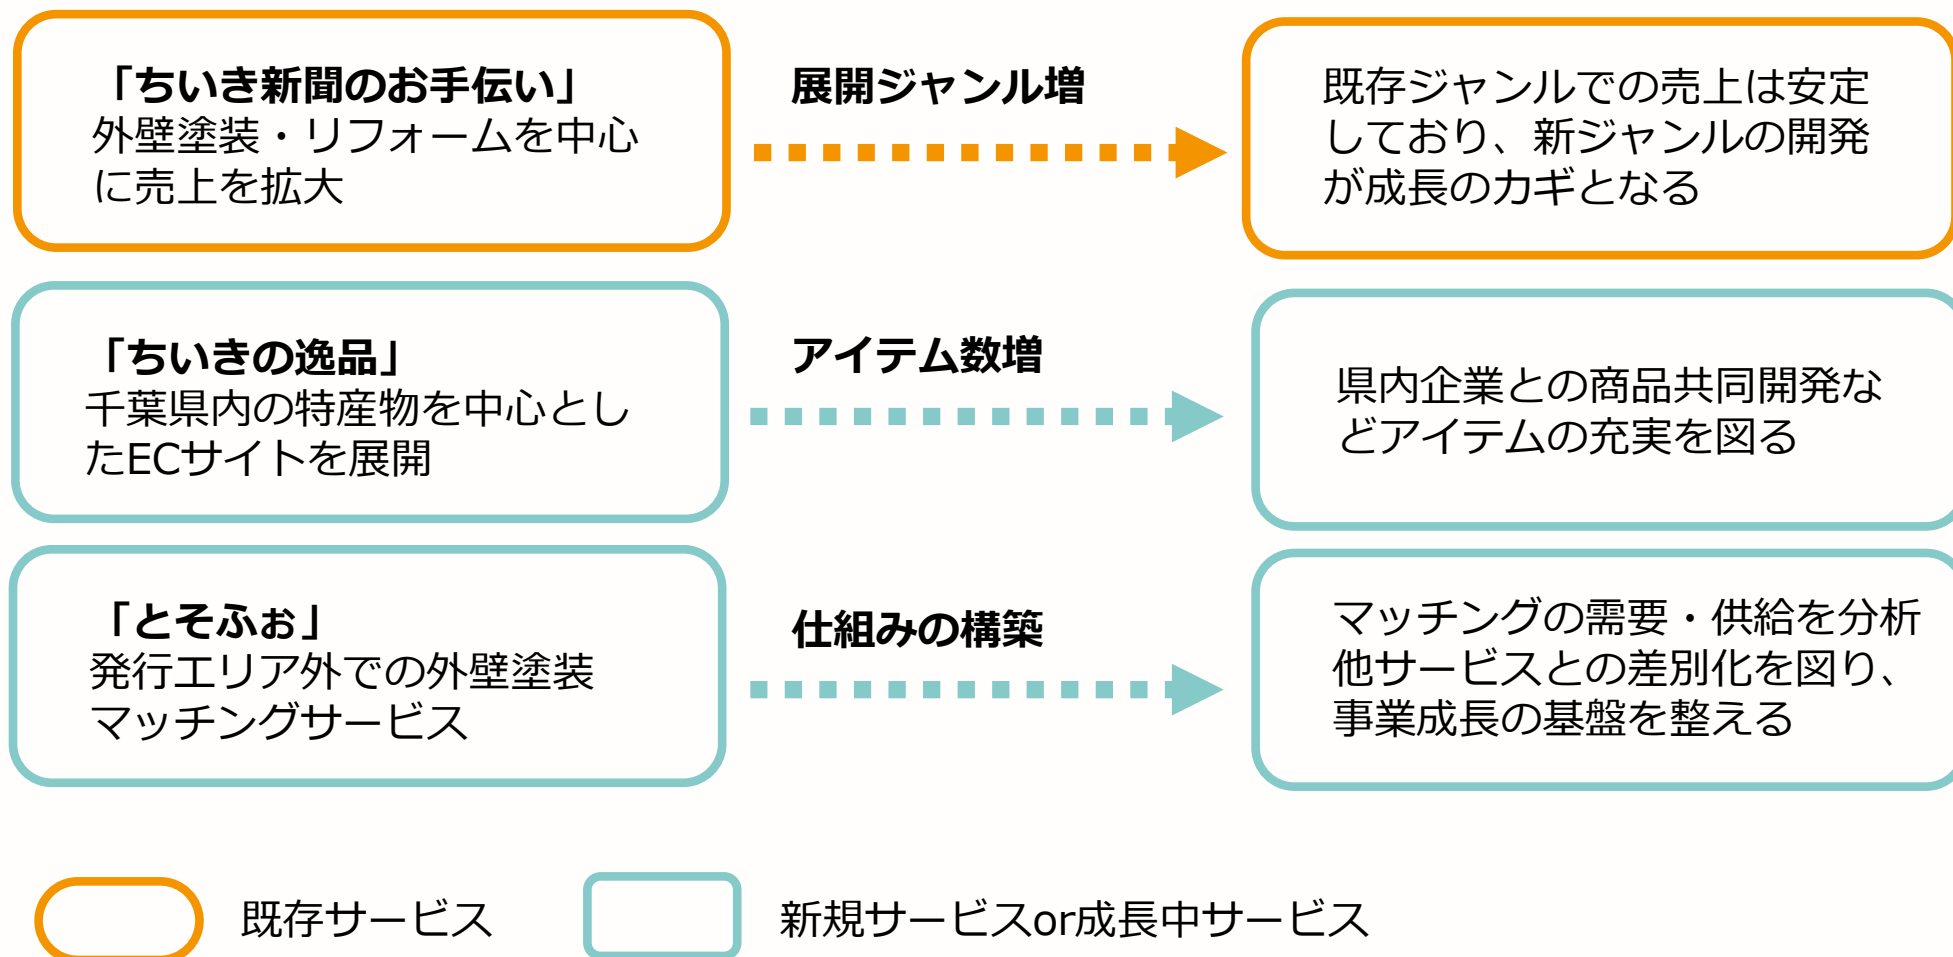 「ちいき新聞のお手伝い」
外壁塗装・リフォームを中心
に売上を拡大
展開ジャンル増
既存ジャンルでの売上は安定
しており、新ジャンルの開発
が成長のカギとなる
「ちいきの逸品」
千葉県内の特産物を中心とし
たECサイトを展開
アイテム数増
県内企業との商品共同開発な
どアイテムの充実を図る
「とそふぉ」
発行エリア外での外壁塗装
マッチングサービス
仕組みの構築
マッチングの需要・供給を分析
他サービスとの差別化を図り、
事業成長の基盤を整える
既存サービス
新規サービスor成長中サービス